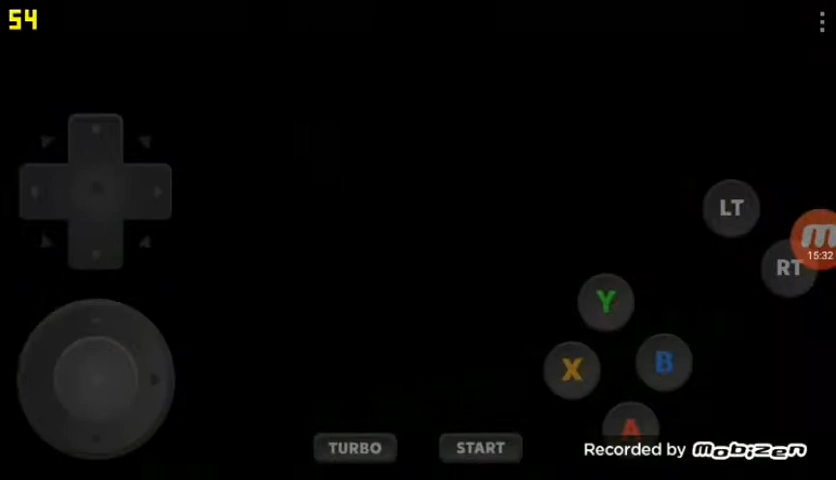 54
LT
15:32
RT
Y
X
B
A
TURBO
START
Recorded by mobizen